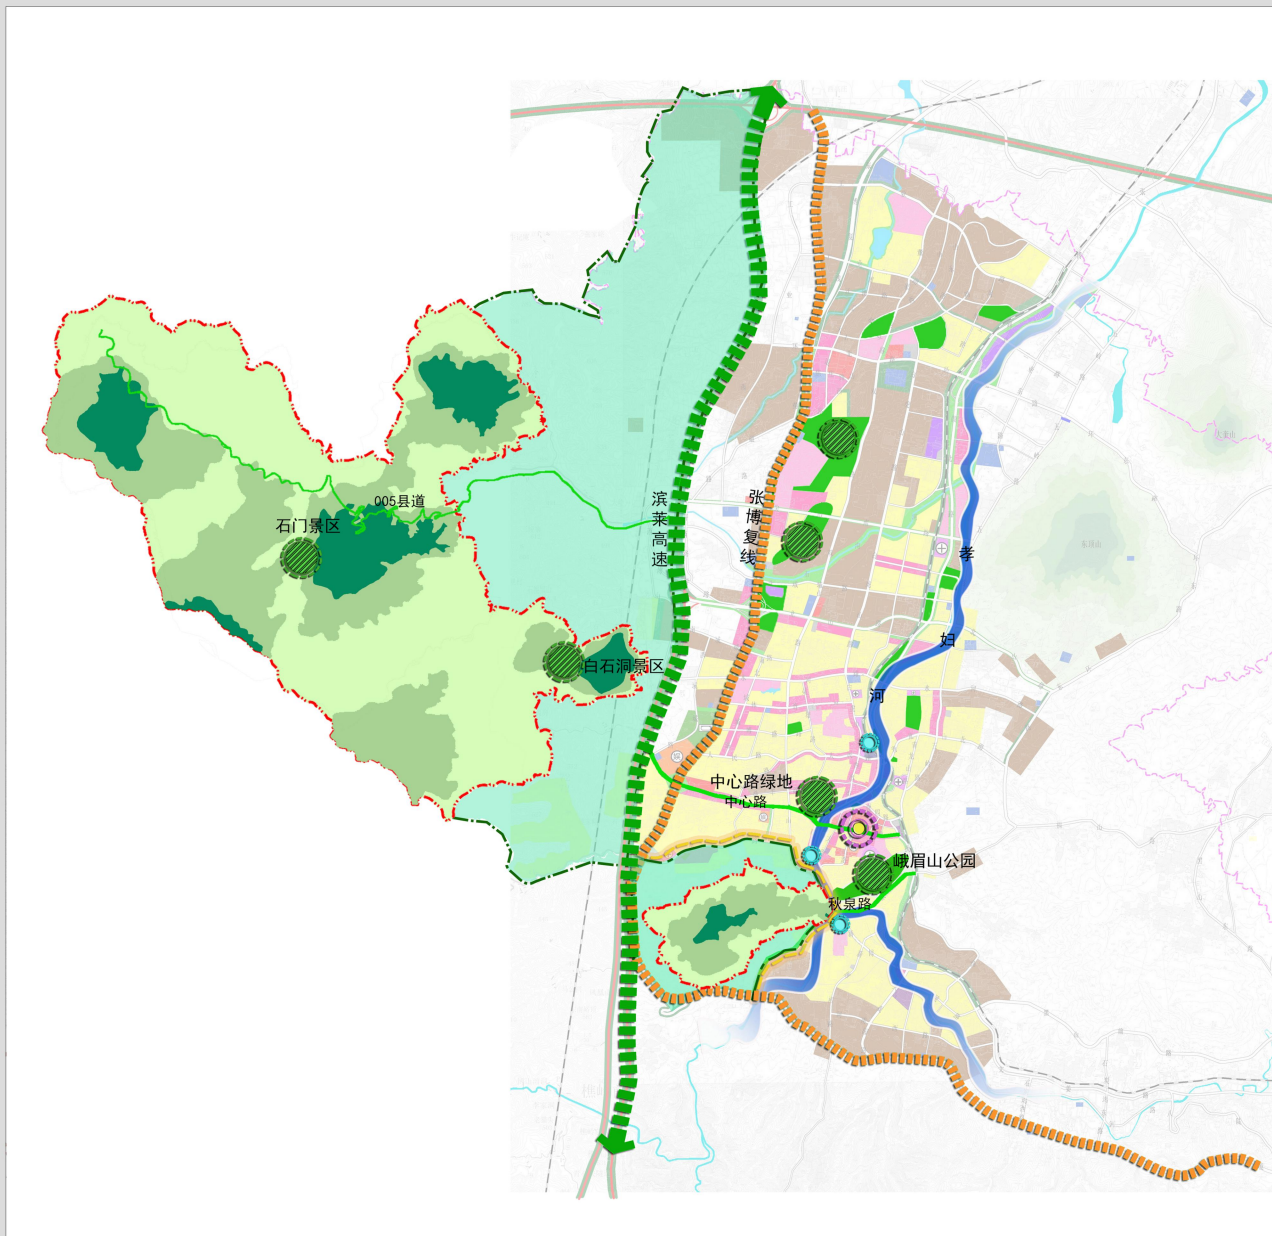 005县道
石门景区
滨莱高速
张博复线
孝
妇
河
白石洞景区
中心路绿地
中心路
峨眉山公园
秋泉路